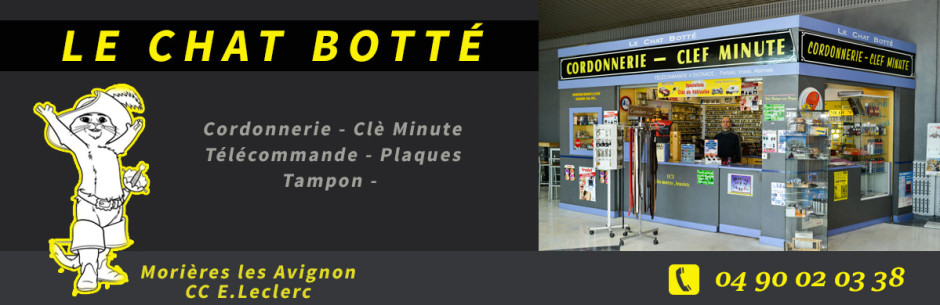 LE CHAT BOTTÉ
Cordonnerie - Clè Minute
Télécommande - Plaques
Tampon -
Morières les Avignon
CC E.Leclerc
LE CHAT BOTTÉ
CORDONNERIE — CLEF MINUTE
CORDONNERIE - CLEF MINUTE
04 90 02 03 38